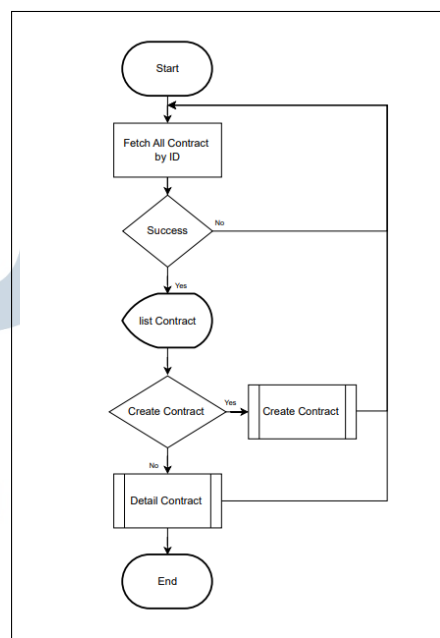 Start
Fetch All Contract
by ID
Success
No
Yes
list Contract
Create Contract
Yes
Create Contract
No
Detail Contract
End